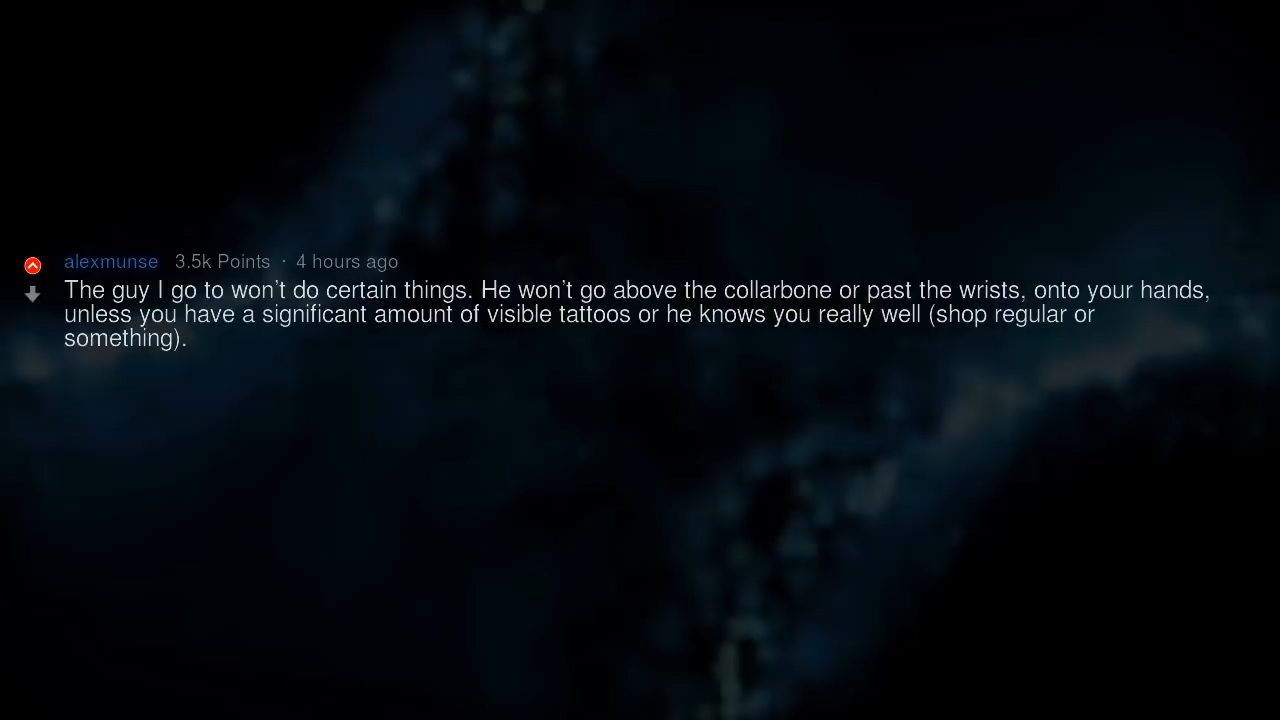 alexmunse 3.5k Points · 4 hours ago
The guy I go to won’t do certain things. He won’t go above the collarbone or past the wrists, onto your hands,
unless you have a significant amount of visible tattoos or he knows you really well (shop regular or
something).